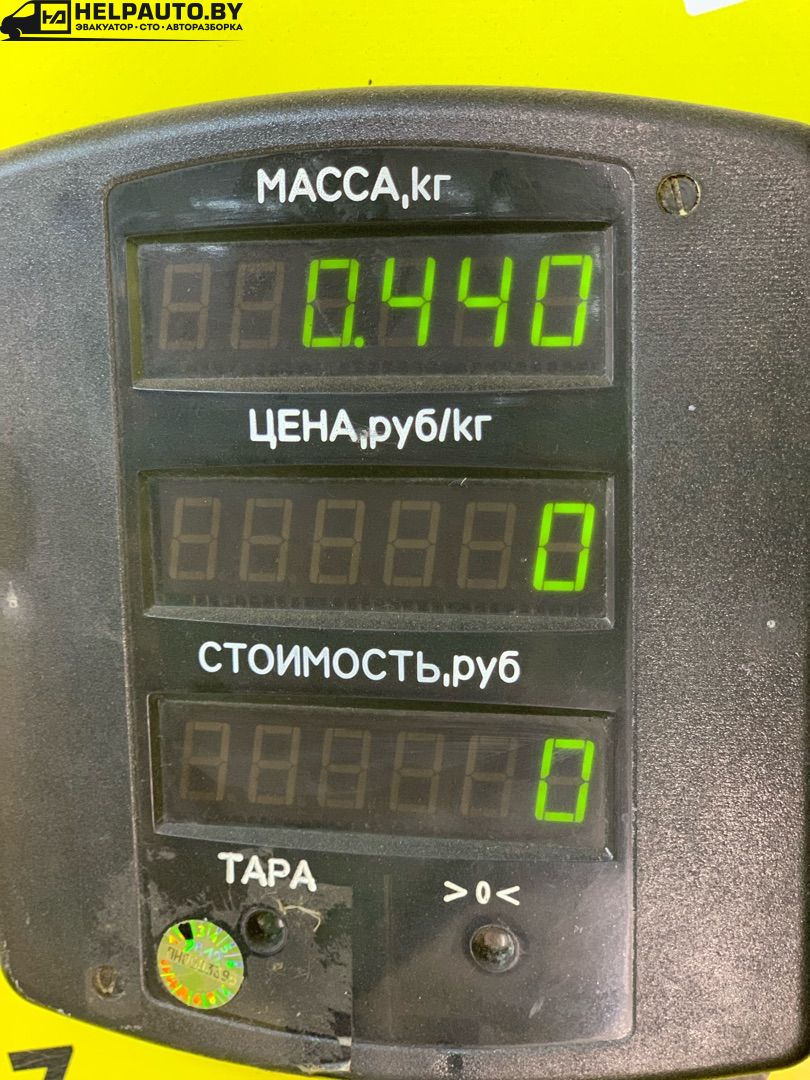 HELPAUTO.BY
ЭВАКУАТОР • СТО • АВТОРАЗБОРКА
МАССА,кг
0.440
ЦЕНА,руб/кг
0
СТОИМОСТЬ,руб
0
ТАРА
>0<